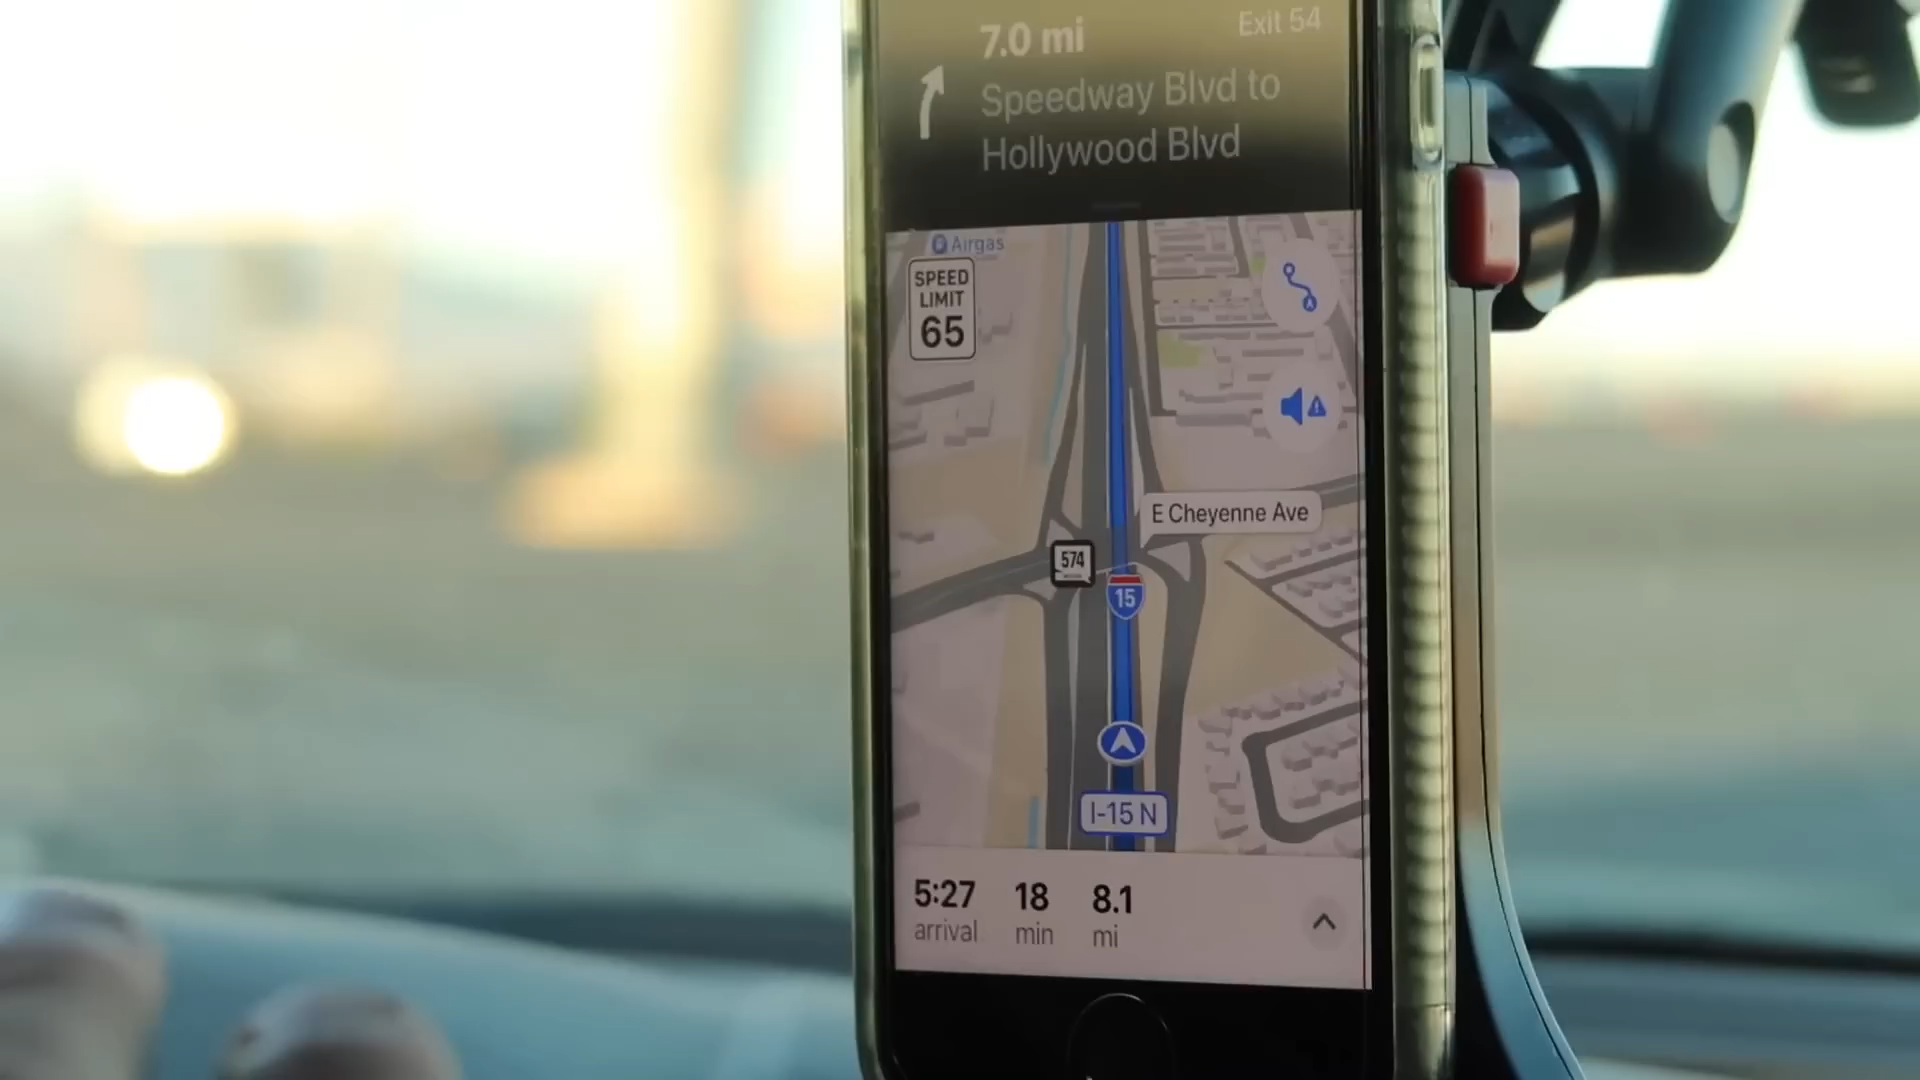 7.0 mi
Exit 54
Speedway Blvd to
Hollywood Blvd
Airgas
SPEED
LIMIT
65
E Cheyenne Ave
574
15
I-15 N
5:27
18
8.1
arrival
min
mi